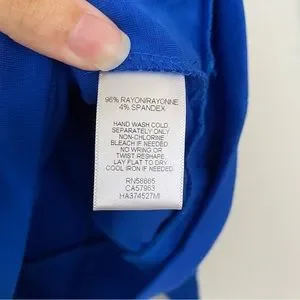 96% RAYON/RAYONNE
4% SPANDEX
HAND WASH COLD
SEPARATELY ONLY
NON-CHLORINE
BLEACH IF NEEDED
NO WRING OR
TWIST RESHAPE
LAY FLAT TO DRY
COOL IRON IF NEEDED
RN58665
CA57963
HA374527MI